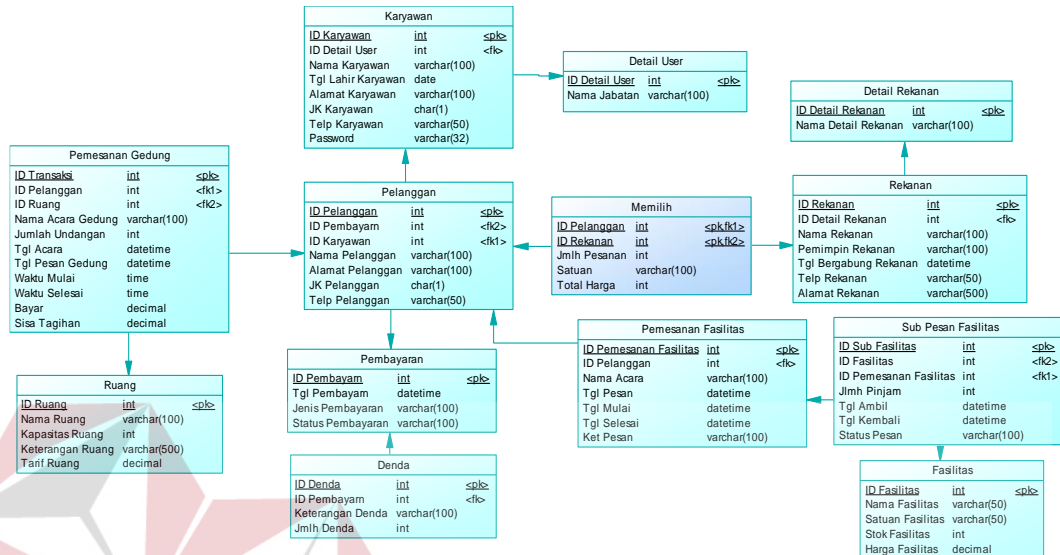 Karyawan
ID Karyawan int <pk>
ID Detail User int <fk>
Nama Karyawan varchar(100)
Tgl Lahir Karyawan date
Alamat Karyawan varchar(100)
JK Karyawan char(1)
Telp Karyawan varchar(50)
Password varchar(32)
Detail User
ID Detail User int <pk>
Nama Jabatan varchar(100)
Detail Rekanan
ID Detail Rekanan int <pk>
Nama Detail Rekanan varchar(100)
Pemesanan Gedung
ID Transaksi int <pk>
ID Pelanggan int <fk1>
ID Ruang int <fk2>
Nama Acara Gedung varchar(100)
Jumlah Undangan int
Tgl Acara datetime
Tgl Pesan Gedung datetime
Waktu Mulai time
Waktu Selesai time
Bayar decimal
Sisa Tagihan decimal
Pelanggan
ID Pelanggan int <pk>
ID Pembayarn int <fk2>
ID Karyawan int <fk1>
Nama Pelanggan varchar(100)
Alamat Pelanggan varchar(100)
JK Pelanggan char(1)
Telp Pelanggan varchar(50)
Memilih
ID Pelanggan int <pk,fk1>
ID Rekanan int <pk,fk2>
Jmlh Pesanan int
Satuan varchar(100)
Total Harga int
Rekanan
ID Rekanan int <pk>
ID Detail Rekanan int <fk>
Nama Rekanan varchar(100)
Pemimpin Rekanan varchar(100)
Tgl Bergabung Rekanan datetime
Telp Rekanan varchar(50)
Alamat Rekanan varchar(500)
Ruang
ID Ruang int <pk>
Nama Ruang varchar(100)
Kapasitas Ruang int
Keterangan Ruang varchar(500)
Tarif Ruang decimal
Pembayaran
ID Pembayarn int <pk>
Tgl Pembayarn datetime
Jenis Pembayaran varchar(100)
Status Pembayaran varchar(100)
Pemesanan Fasilitas
ID Pemesanan Fasilitas int <pk>
ID Pelanggan int <fk>
Nama Acara varchar(100)
Tgl Pesan datetime
Tgl Mulai datetime
Tgl Selesai datetime
Ket Pesan varchar(100)
Sub Pesan Fasilitas
ID Sub Fasilitas int <pk>
ID Fasilitas int <fk2>
ID Pemesanan Fasilitas int <fk1>
Jlmh Pinjam int
Tgl Ambil datetime
Tgl Kembali datetime
Status Pesan varchar(100)
Denda
ID Denda int <pk>
ID Pembayarn int <fk>
Keterangan Denda varchar(100)
Jmlh Denda int
Fasilitas
ID Fasilitas int <pk>
Nama Fasilitas varchar(50)
Satuan Fasilitas varchar(50)
Stok Fasilitas int
Harga Fasilitas decimal